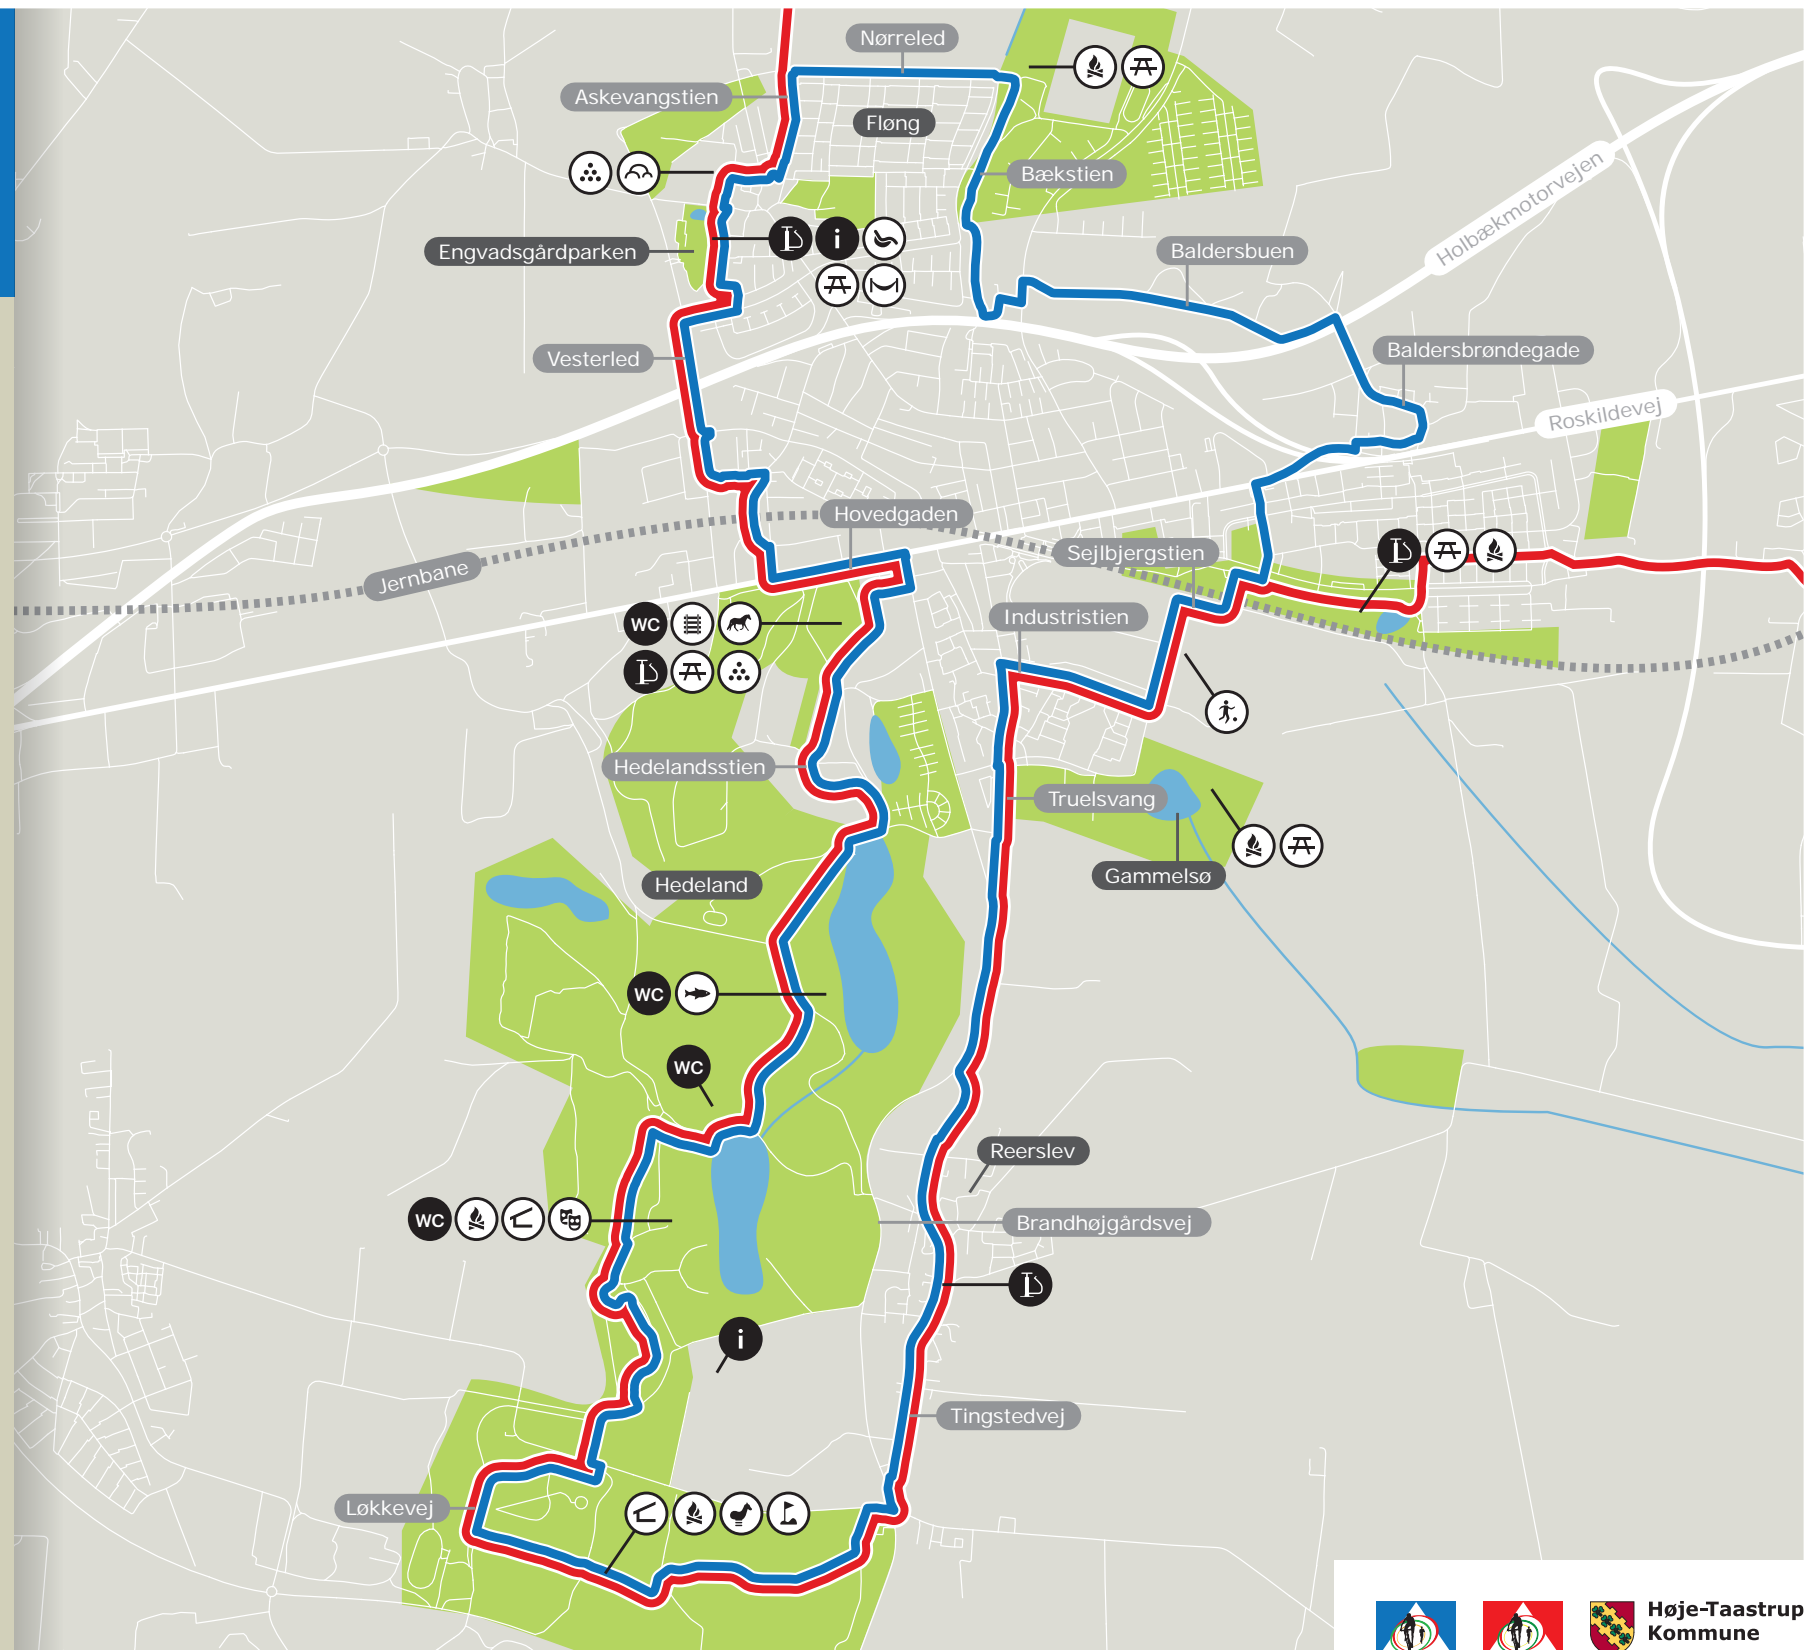 Nørreled
Askevangstien
Fløng
Bækstien
Holbækmotorvejen
i
Engvadsgårdparken
Baldersbuen
Vesterled
Baldersbrøndegade
Roskildevej
Hovedgaden
Sejlbjergstien
Jernbane
WC
Industristien
Hedelandsstien
Truelsvang
Gammelsø
Hedeland
WC
WC
Reerslev
WC
Brandhøjgårdsvej
i
Tingstedvej
Løkkevej
Høje-Taastrup
Kommune